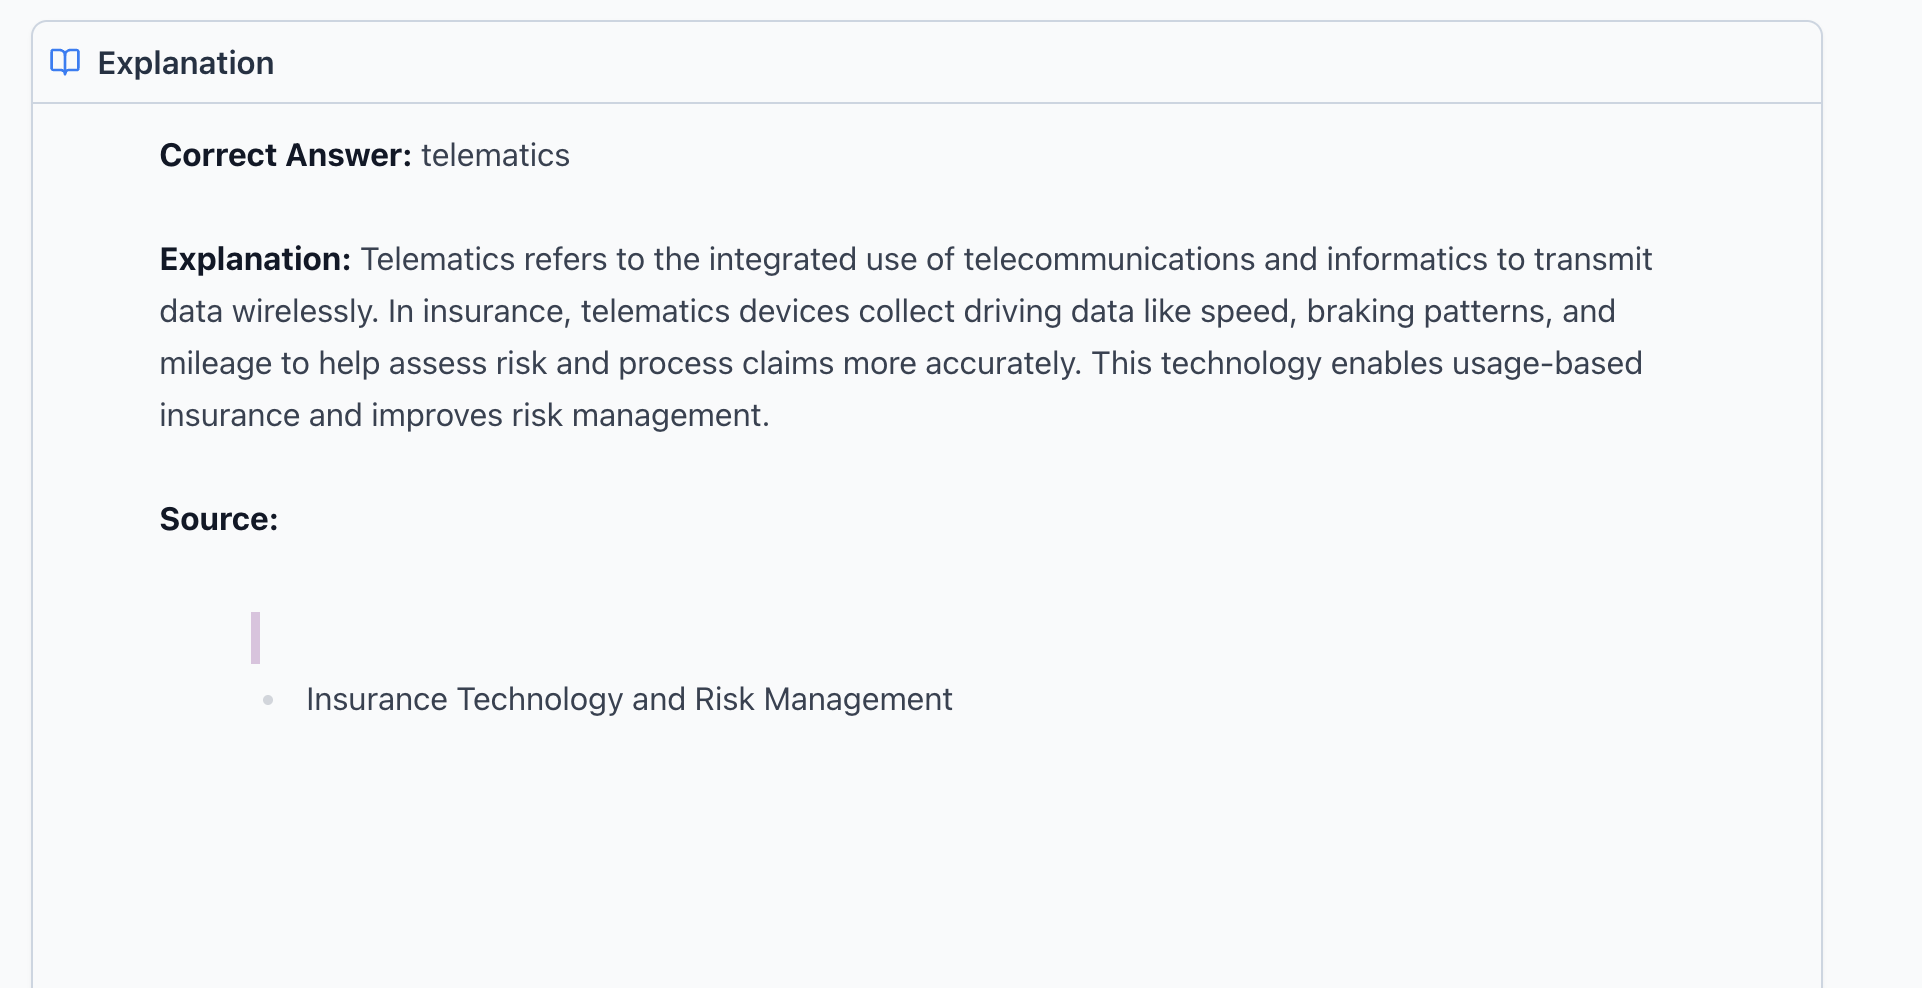 Explanation
Correct Answer: telematics
Explanation: Telematics refers to the integrated use of telecommunications and informatics to transmit
data wirelessly. In insurance, telematics devices collect driving data like speed, braking patterns, and
mileage to help assess risk and process claims more accurately. This technology enables usage-based
insurance and improves risk management.
Source:
Insurance Technology and Risk Management